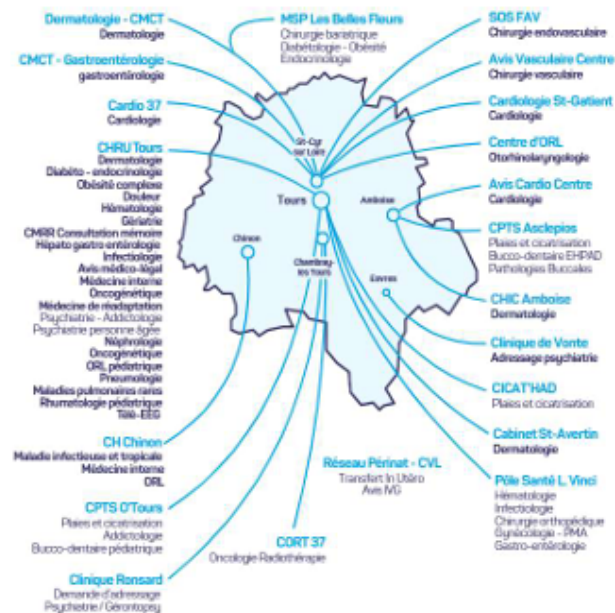 Dermatologie - CMCT
Dermatologie
CMCT - Gastroentérologie
gastroentérologie
Cardio 37
Cardiologie
CHRU Tours
Dermatologie
Diabéto - endocrinologie
Obésité complexe
Douleur
Hématologie
Gériatrie
CMRR Consultation mémoire
Hépato gastro entérologie
Infectiologie
Avis médico-légal
Médecine interne
Oncogénétique
Médecine de réadaptation
Psychiatrie - Addictologie
Psychiatrie personne âgée
Néphrologie
Oncogénétique
ORL pédiatrique
Pneumologie
Maladies pulmonaires rares
Rhumatologie pédiatrique
Télé-EEG
CH Chinon
Maladie infectieuse et tropicale
Médecine interne
ORL
CPTS O'Tours
Plaies et cicatrisation
Addictologie
Bucco-dentaire pédiatrique
Clinique Ronsard
Demande d'adressage
Psychiatrie / Gérontopsy
MSP Les Belles Fleurs
Chirurgie bariatrique
Diabétologie - Obésité
Endocrinologie
St-Cyr
sur Loire
Tours
Amboise
Chinon
Chambray-
les Tours
Esvres
Réseau Périnat - CVL
Transfert In Utéro
Avis IVG
CORT 37
Oncologie Radiothérapie
SOS FAV
Chirurgie endovasculaire
Avis Vasculaire Centre
Chirurgie vasculaire
Cardiologie St-Gatient
Cardiologie
Centre d'ORL
Otorhinolaryngologie
Avis Cardio Centre
Cardiologie
CPTS Asclepios
Plaies et cicatrisation
Bucco-dentaire EHPAD
Pathologies Buccales
CHIC Amboise
Dermatologie
Clinique de Vonte
Adressage psychiatrie
CICAT'HAD
Plaies et cicatrisation
Cabinet St-Avertin
Dermatologie
Pôle Santé L. Vinci
Hématologie
Infectiologie
Chirurgie orthopédique
Gynécologie - PMA
Gastro-entérologie